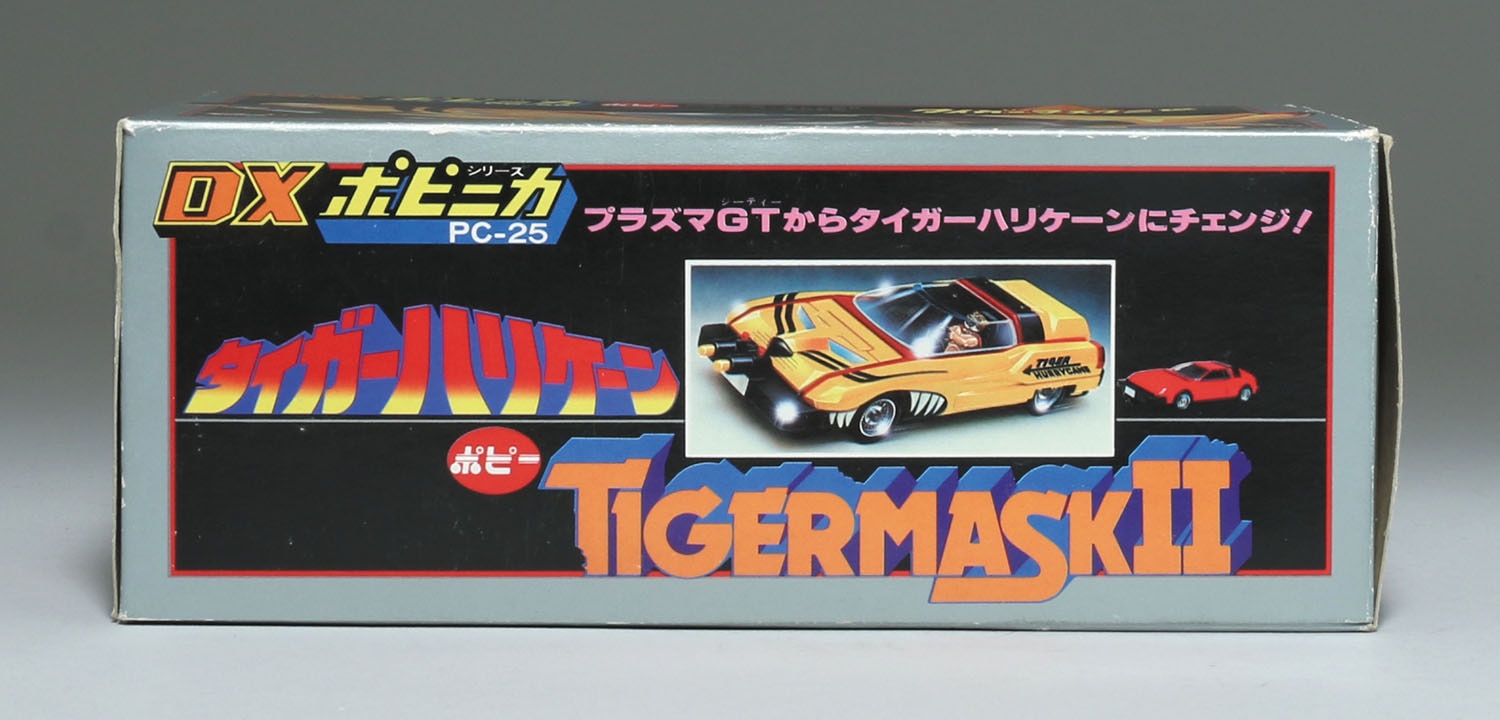 DX ポピニカ
シリーズ
PC-25
ジーティー
プラズマGTからタイガーハリケーンにチェンジ!
タイガーハリケーン
TIGER
HURRYCANE
ポピー
TIGERMASK II